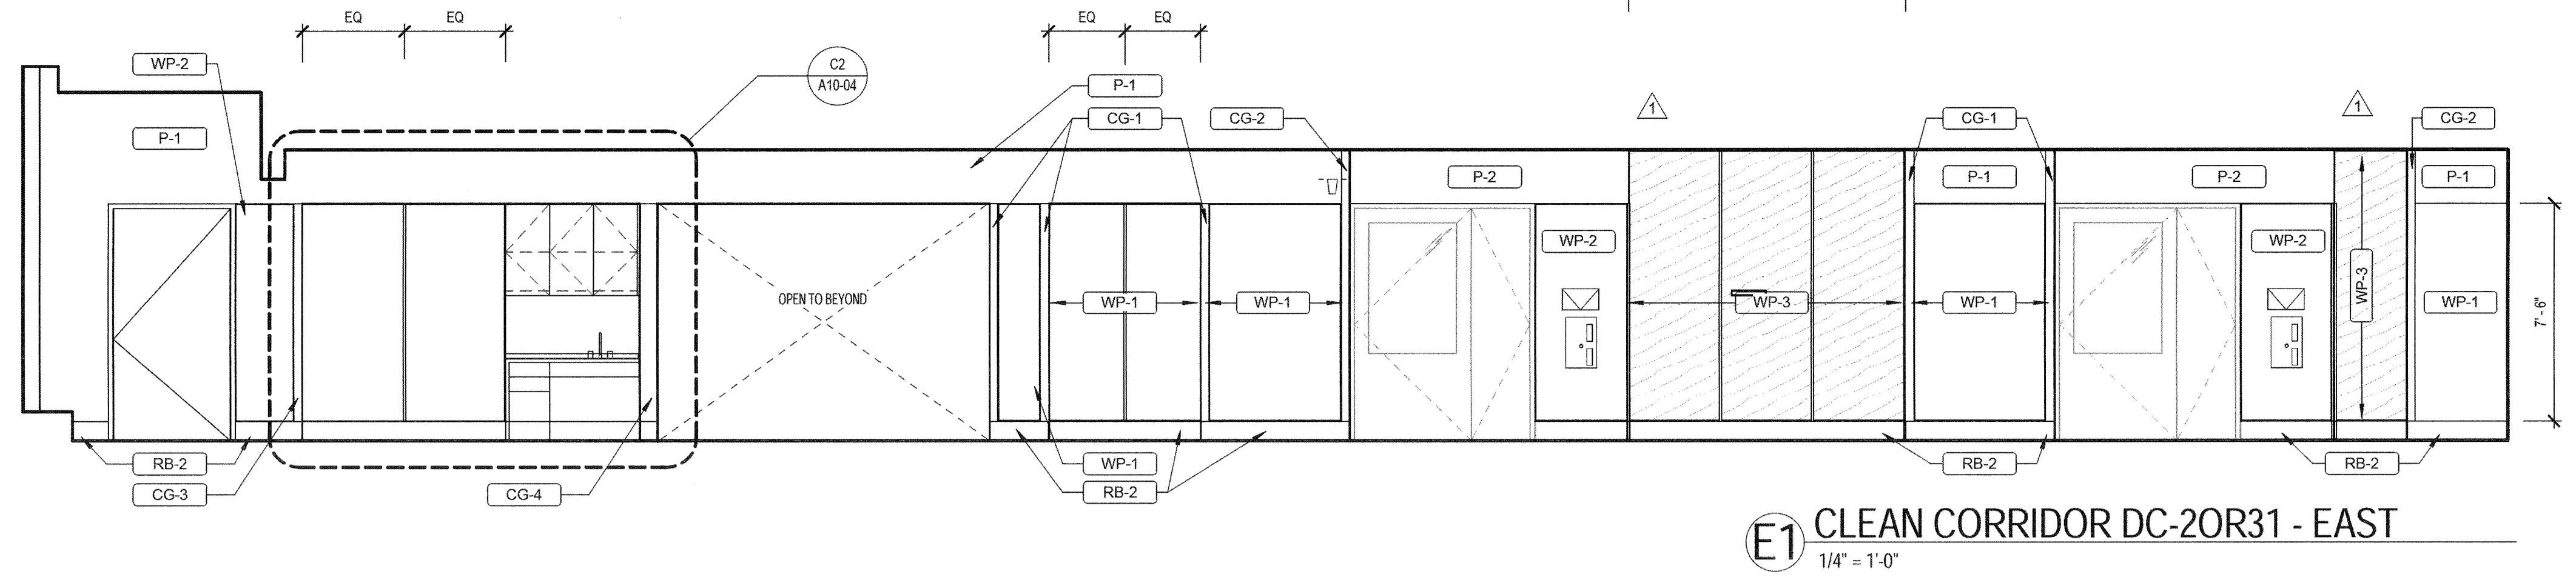 EQ EQ EQ EQ
C2
A10-04
WP-2
P-1
1 1
CG-1 CG-2 CG-1 CG-2
P-1
P-2 P-1 P-2 P-1
WP-2 WP-2
WP-3
OPEN TO BEYOND
WP-1 WP-1 WP-3 WP-1 WP-1
7'-6"
RB-2 WP-1 RB-2 RB-2
CG-3 CG-4 RB-2
E1 CLEAN CORRIDOR DC-2OR31 - EAST
1/4" = 1'-0"